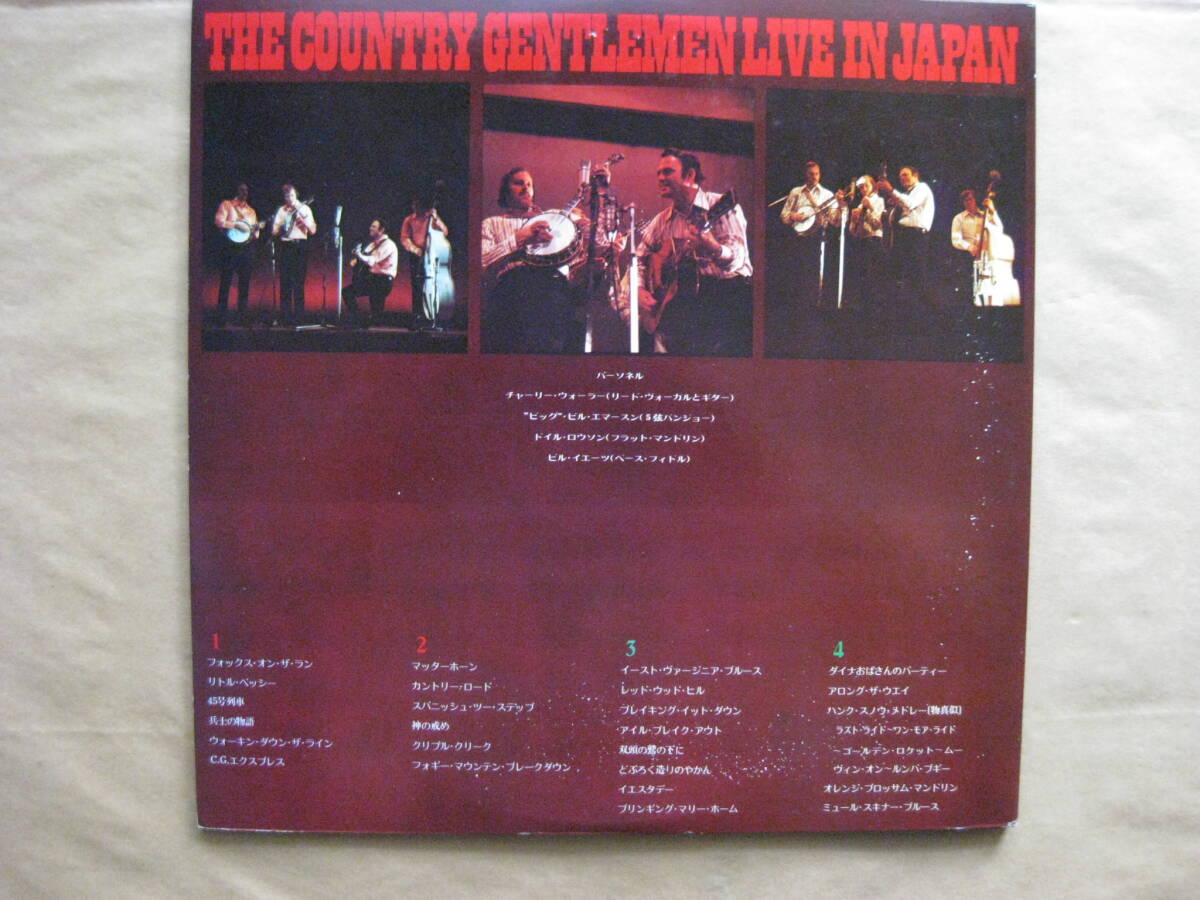 THE COUNTRY GENTLEMEN LIVE IN JAPAN
パーソネル
チャーリー・ウォーラー(リード・ヴォーカルとギター)
"ビッグ"・ビル・エマースン(5弦バンジョー)
ドイル・ロウソン(フラット・マンドリン)
ビル・イエーツ(ベース・フィドル)
1
フォックス・オン・ザ・ラン
リトル・ベッシー
45号列車
兵士の物語
ウォーキン・ダウン・ザ・ライン
C.G.エクスプレス
2
マッターホーン
カントリー・ロード
スパニッシュ・ツー・ステップ
神の戒め
クリプル・クリーク
フォギー・マウンテン・ブレークダウン
3
イースト・ヴァージニア・ブルース
レッド・ウッド・ヒル
ブレイキング・イット・ダウン
アイル・ブレイク・アウト
双頭の鷲の下に
どぶろく造りのやかん
イエスタデー
ブリンギング・マリー・ホーム
4
ダイナおばさんのパーティー
アロング・ザ・ウエイ
ハンク・スノウ・メドレー[物真似]
ラスト・ライド~ワン・モア・ライド
~ゴールデン・ロケット~ムー
ヴィン・オン~ルンバ・ブギー
オレンジ・ブロッサム・マンドリン
ミュール・スキナー・ブルース